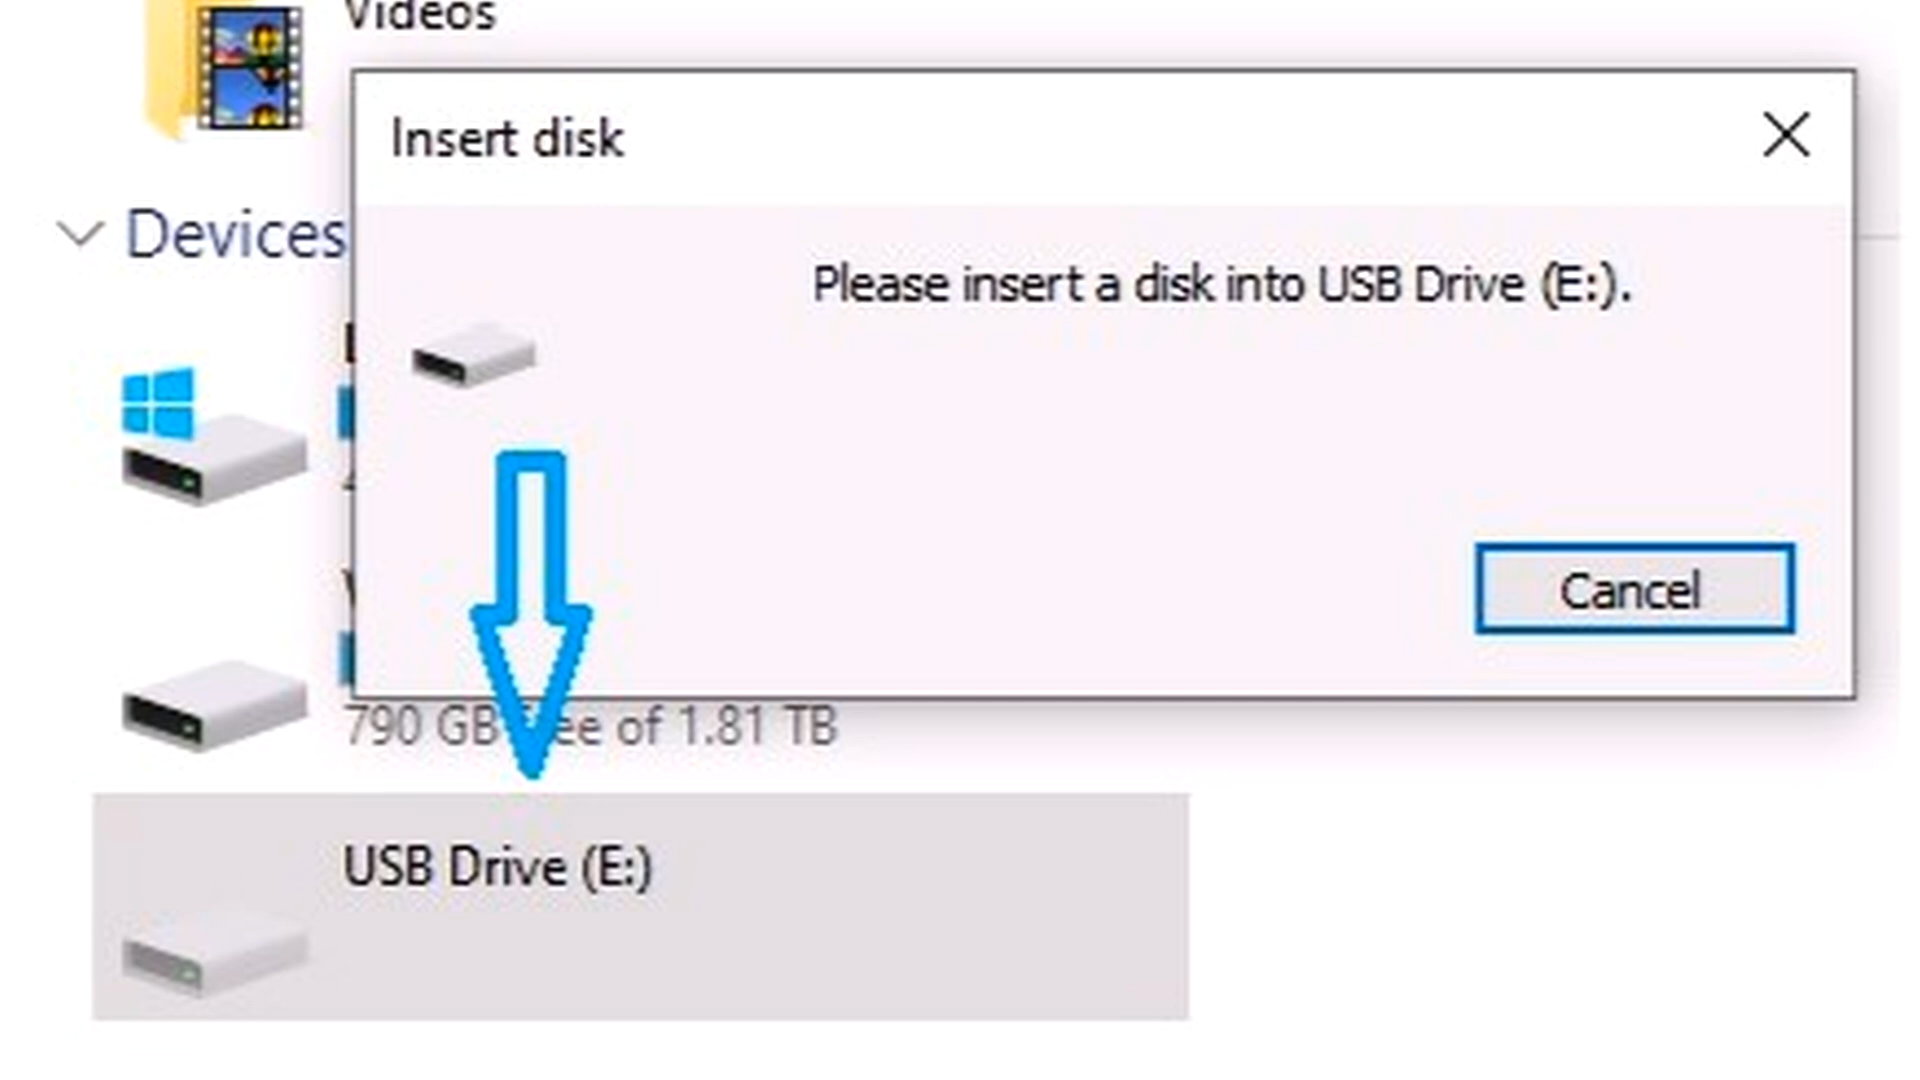 Videos
Insert disk
Devices
Please insert a disk into USB Drive (E:).
Cancel
790 GB free of 1.81 TB
USB Drive (E:)